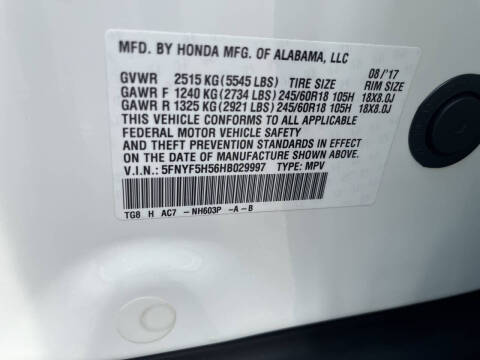 MFD. BY HONDA MFG. OF ALABAMA, LLC
08/'17
GVWR 2515 KG(5545 LBS) TIRE SIZE RIM SIZE
GAWR F 1240 KG(2734 LBS) 245/60R18 105H 18X8.0J
GAWR R 1325 KG(2921 LBS) 245/60R18 105H 18X8.0J
THIS VEHICLE CONFORMS TO ALL APPLICABLE
FEDERAL MOTOR VEHICLE SAFETY
AND THEFT PREVENTION STANDARDS IN EFFECT
ON DATE OF MANUFACTURE SHOWN ABOVE.
V.I.N.: 5FNYF5H56HB029997 TYPE: MPV
TG8 H AC7 -NH603P -A-B